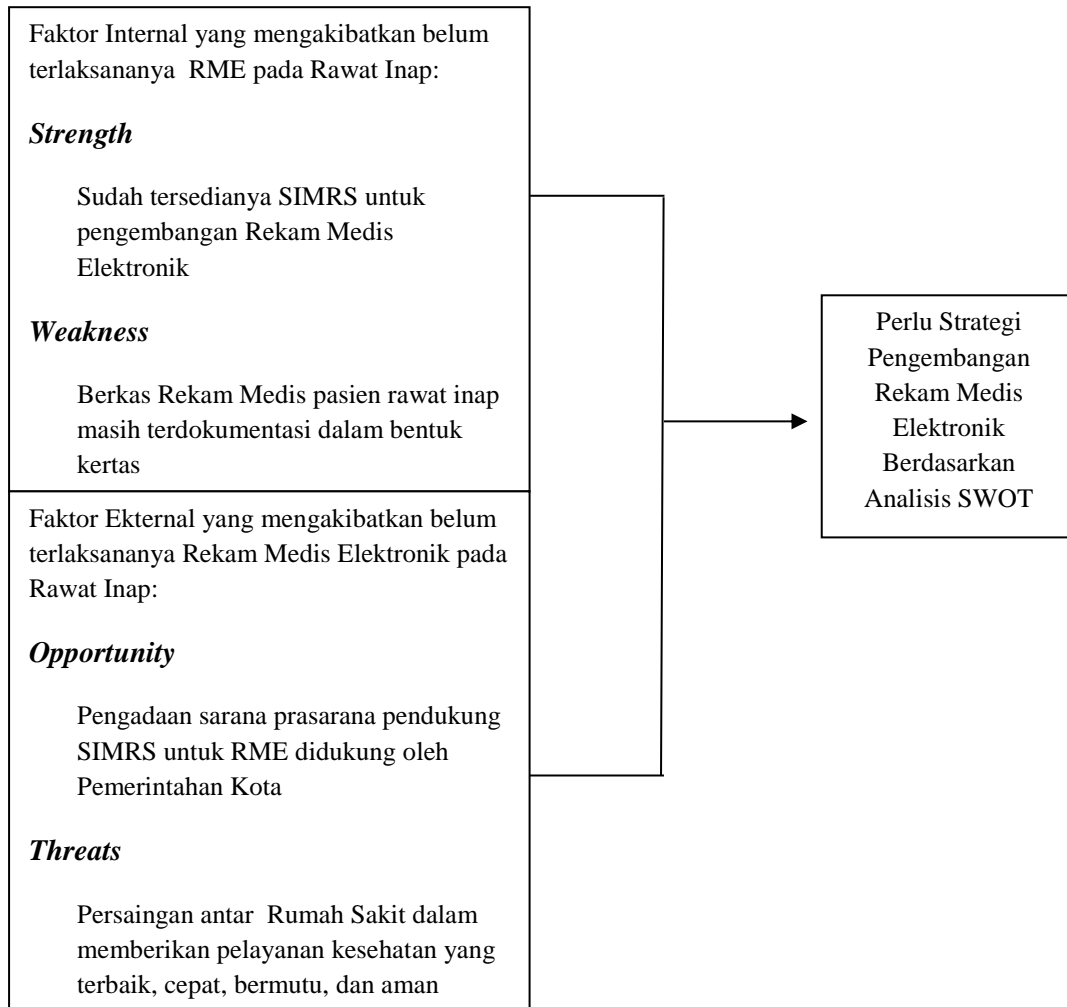 Faktor Internal yang mengakibatkan belum
terlaksananya RME pada Rawat Inap:
Strength
Sudah tersedianya SIMRS untuk
pengembangan Rekam Medis
Elektronik
Weakness
Berkas Rekam Medis pasien rawat inap
masih terdokumentasi dalam bentuk
kertas
Faktor Ekternal yang mengakibatkan belum
terlaksananya Rekam Medis Elektronik pada
Rawat Inap:
Opportunity
Pengadaan sarana prasarana pendukung
SIMRS untuk RME didukung oleh
Pemerintahan Kota
Threats
Persaingan antar Rumah Sakit dalam
memberikan pelayanan kesehatan yang
terbaik, cepat, bermutu, dan aman
Perlu Strategi
Pengembangan
Rekam Medis
Elektronik
Berdasarkan
Analisis SWOT